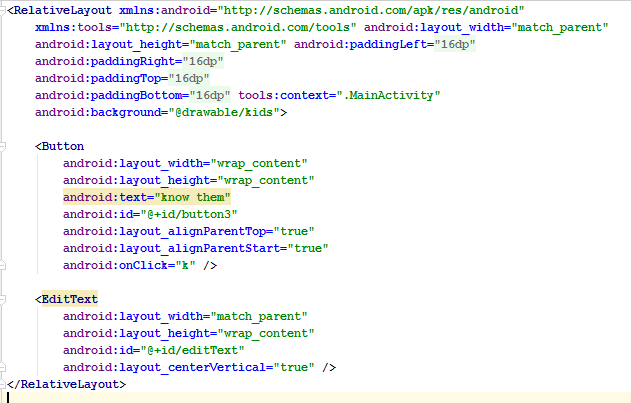 <RelativeLayout xmlns:android="http://schemas.android.com/apk/res/android"
    xmlns:tools="http://schemas.android.com/tools" android:layout_width="match_parent"
    android:layout_height="match_parent" android:paddingLeft="16dp"
    android:paddingRight="16dp"
    android:paddingTop="16dp"
    android:paddingBottom="16dp" tools:context=".MainActivity"
    android:background="@drawable/kids">

    <Button
        android:layout_width="wrap_content"
        android:layout_height="wrap_content"
        android:text="know them"
        android:id="@+id/button3"
        android:layout_alignParentTop="true"
        android:layout_alignParentStart="true"
        android:onClick="k" />

    <EditText
        android:layout_width="match_parent"
        android:layout_height="wrap_content"
        android:id="@+id/editText"
        android:layout_centerVertical="true" />
</RelativeLayout>